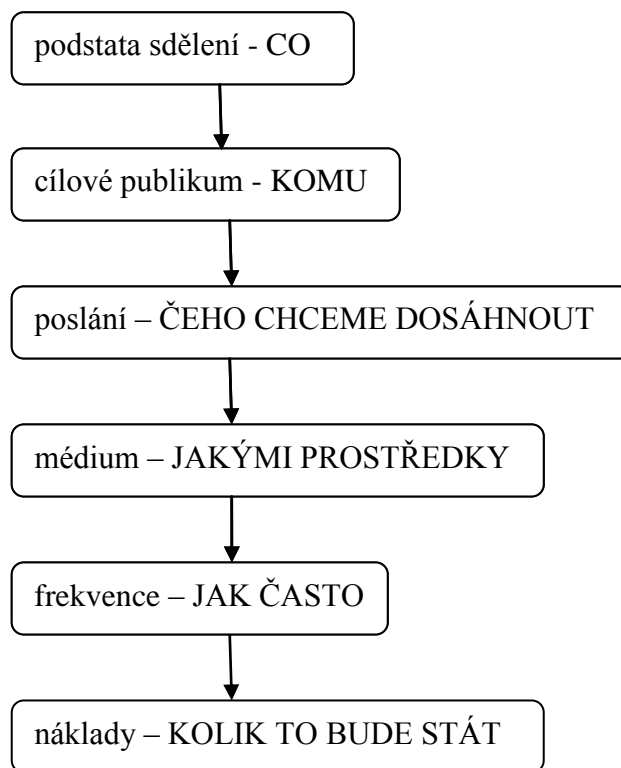 podstata sdělení - CO
cílové publikum - KOMU
poslání – ČEHO CHCEME DOSÁHNOUT
médium – JAKÝMI PROSTŘEDKY
frekvence – JAK ČASTO
náklady – KOLIK TO BUDE STÁT